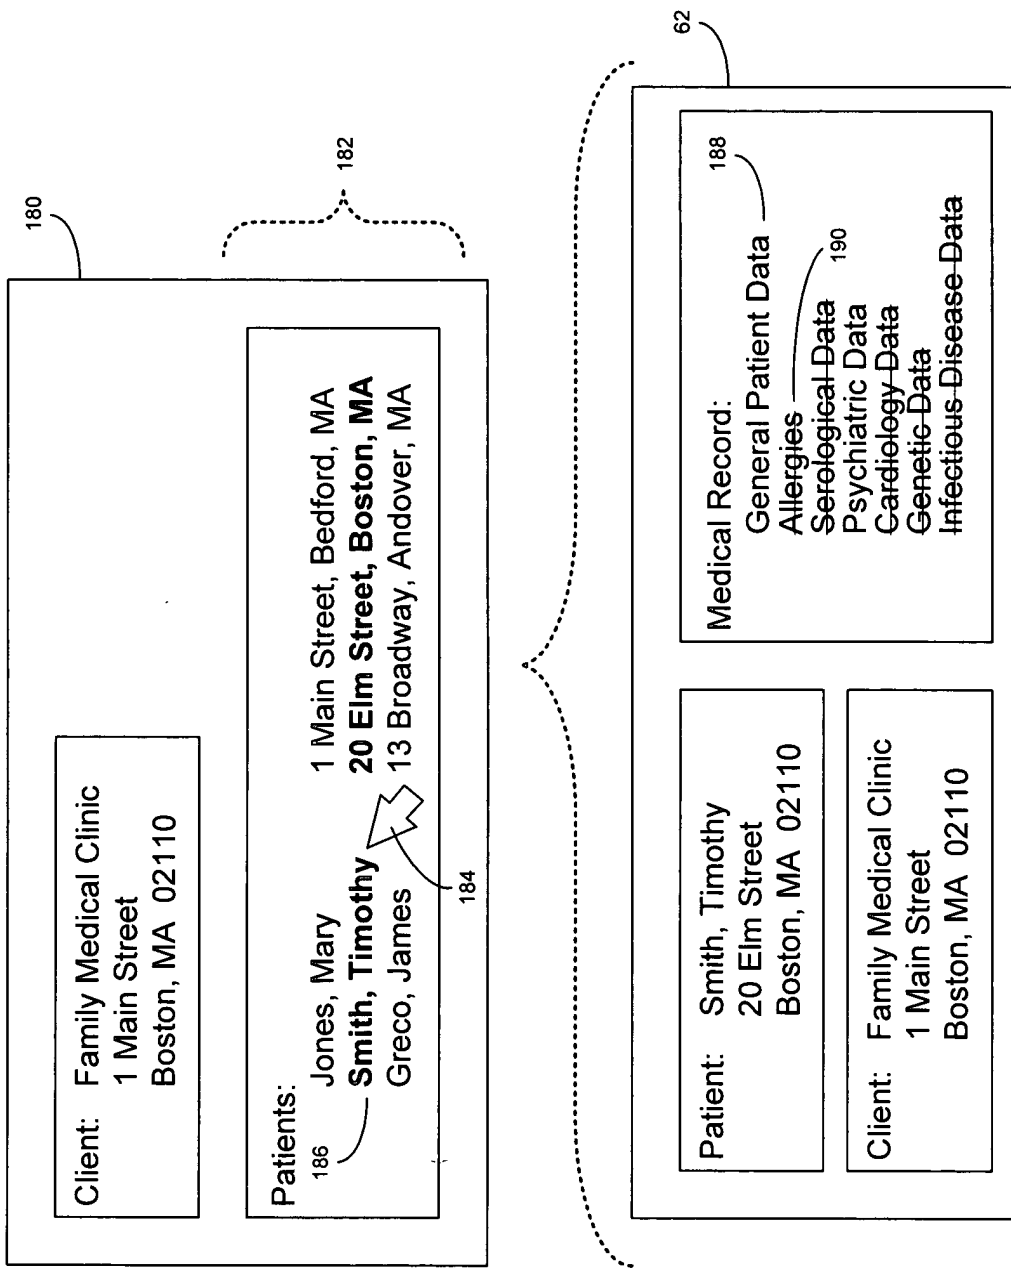 180
Client: Family Medical Clinic
1 Main Street
Boston, MA 02110
182
Patients:
Jones, Mary 1 Main Street, Bedford, MA
Smith, Timothy 20 Elm Street, Boston, MA
Greco, James 13 Broadway, Andover, MA
186
184
62
Patient: Smith, Timothy
20 Elm Street
Boston, MA 02110
Client: Family Medical Clinic
1 Main Street
Boston, MA 02110
Medical Record:
General Patient Data
188
Allergies
190
Serological Data
Psychiatric Data
Cardiology Data
Genetic Data
Infectious Disease Data